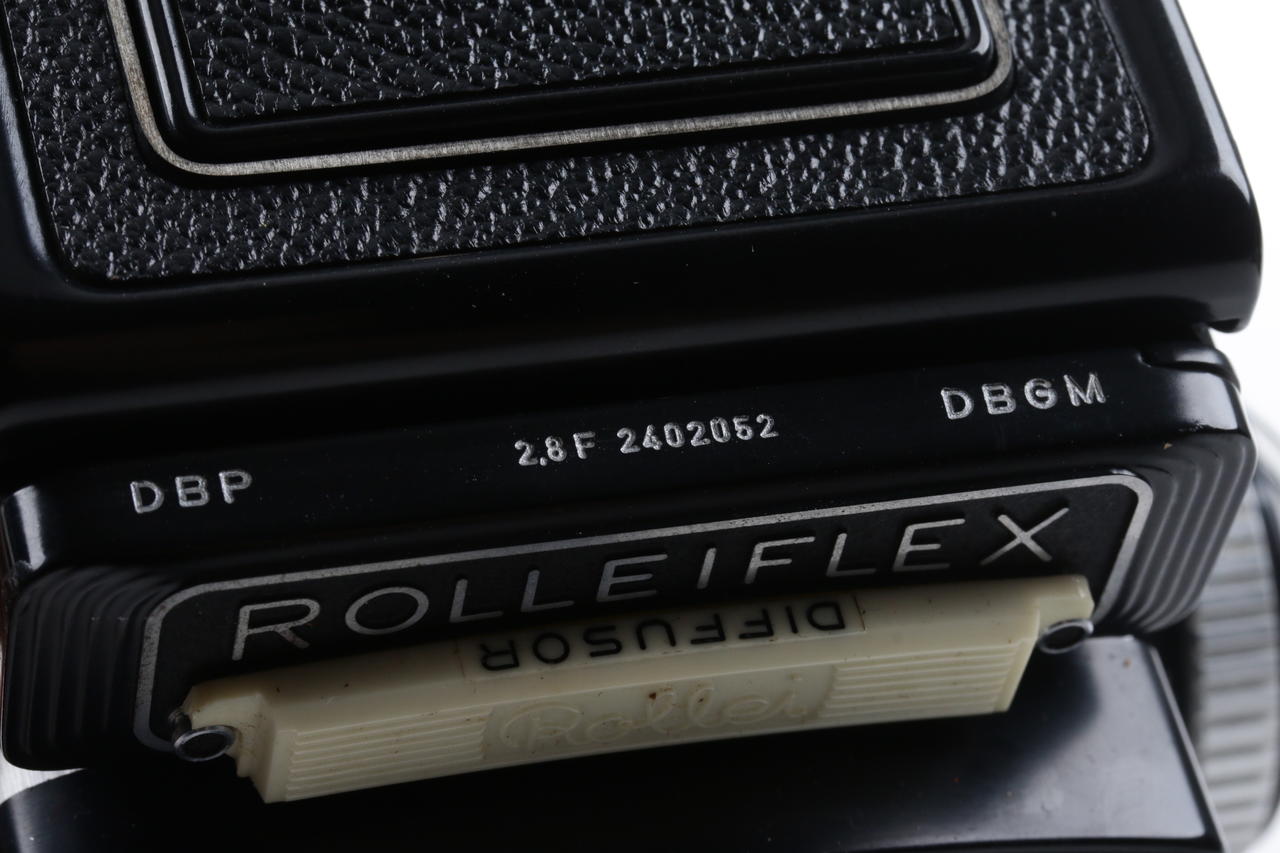 DBP 2,8F 2402052 DBGM
ROLLEIFLEX
DIFFUSOR
Rollei